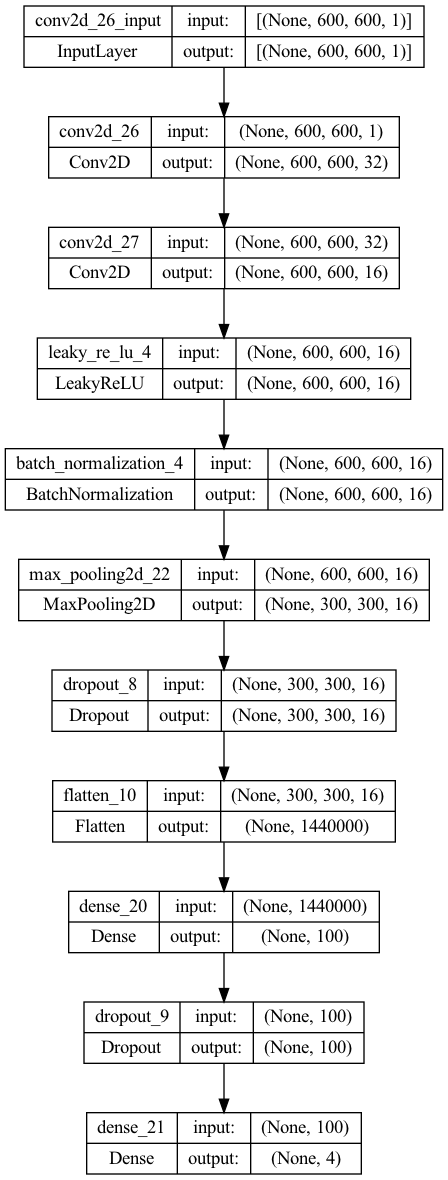 conv2d_26_input input: [(None, 600, 600, 1)]
InputLayer output: [(None, 600, 600, 1)]
conv2d_26 input: (None, 600, 600, 1)
Conv2D output: (None, 600, 600, 32)
conv2d_27 input: (None, 600, 600, 32)
Conv2D output: (None, 600, 600, 16)
leaky_re_lu_4 input: (None, 600, 600, 16)
LeakyReLU output: (None, 600, 600, 16)
batch_normalization_4 input: (None, 600, 600, 16)
BatchNormalization output: (None, 600, 600, 16)
max_pooling2d_22 input: (None, 600, 600, 16)
MaxPooling2D output: (None, 300, 300, 16)
dropout_8 input: (None, 300, 300, 16)
Dropout output: (None, 300, 300, 16)
flatten_10 input: (None, 300, 300, 16)
Flatten output: (None, 1440000)
dense_20 input: (None, 1440000)
Dense output: (None, 100)
dropout_9 input: (None, 100)
Dropout output: (None, 100)
dense_21 input: (None, 100)
Dense output: (None, 4)